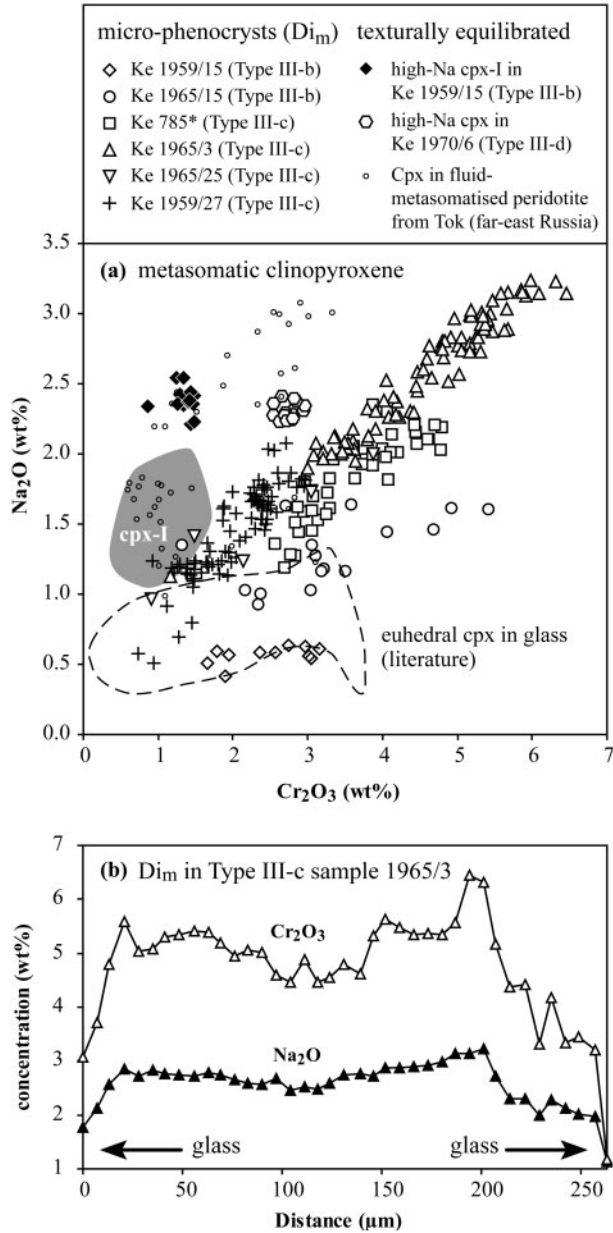 micro-phenocrysts (Dim)
Ke 1959/15 (Type III-b)
Ke 1965/15 (Type III-b)
Ke 785* (Type III-c)
Ke 1965/3 (Type III-c)
Ke 1965/25 (Type III-c)
Ke 1959/27 (Type III-c)
texturally equilibrated
high-Na cpx-I in
Ke 1959/15 (Type III-b)
high-Na cpx in
Ke 1970/6 (Type III-d)
Cpx in fluid-
metasomatised peridotite
from Tok (far-east Russia)
(a) metasomatic clinopyroxene
3.5
3.0
2.5
2.0
1.5
1.0
0.5
0.0
Na2O (wt%)
cpx-I
euhedral cpx in glass
(literature)
0 1 2 3 4 5 6 7
Cr2O3 (wt%)
(b) Dim in Type III-c sample 1965/3
7
6
5
4
3
2
1
concentration (wt%)
Cr2O3
Na2O
glass glass
0 50 100 150 200 250
Distance (µm)